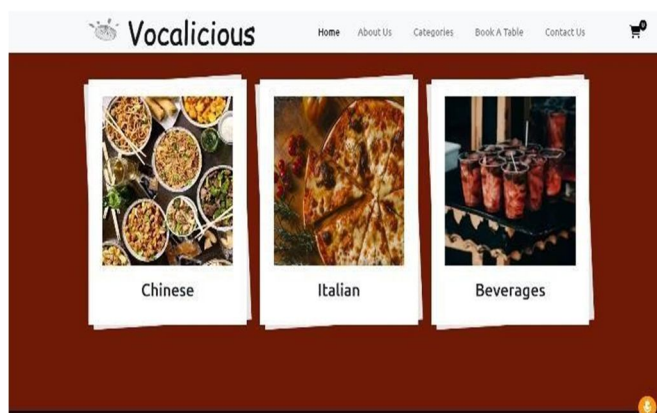 Vocalicious Home About Us Categories Book A Table Contact Us 0
Chinese Italian Beverages